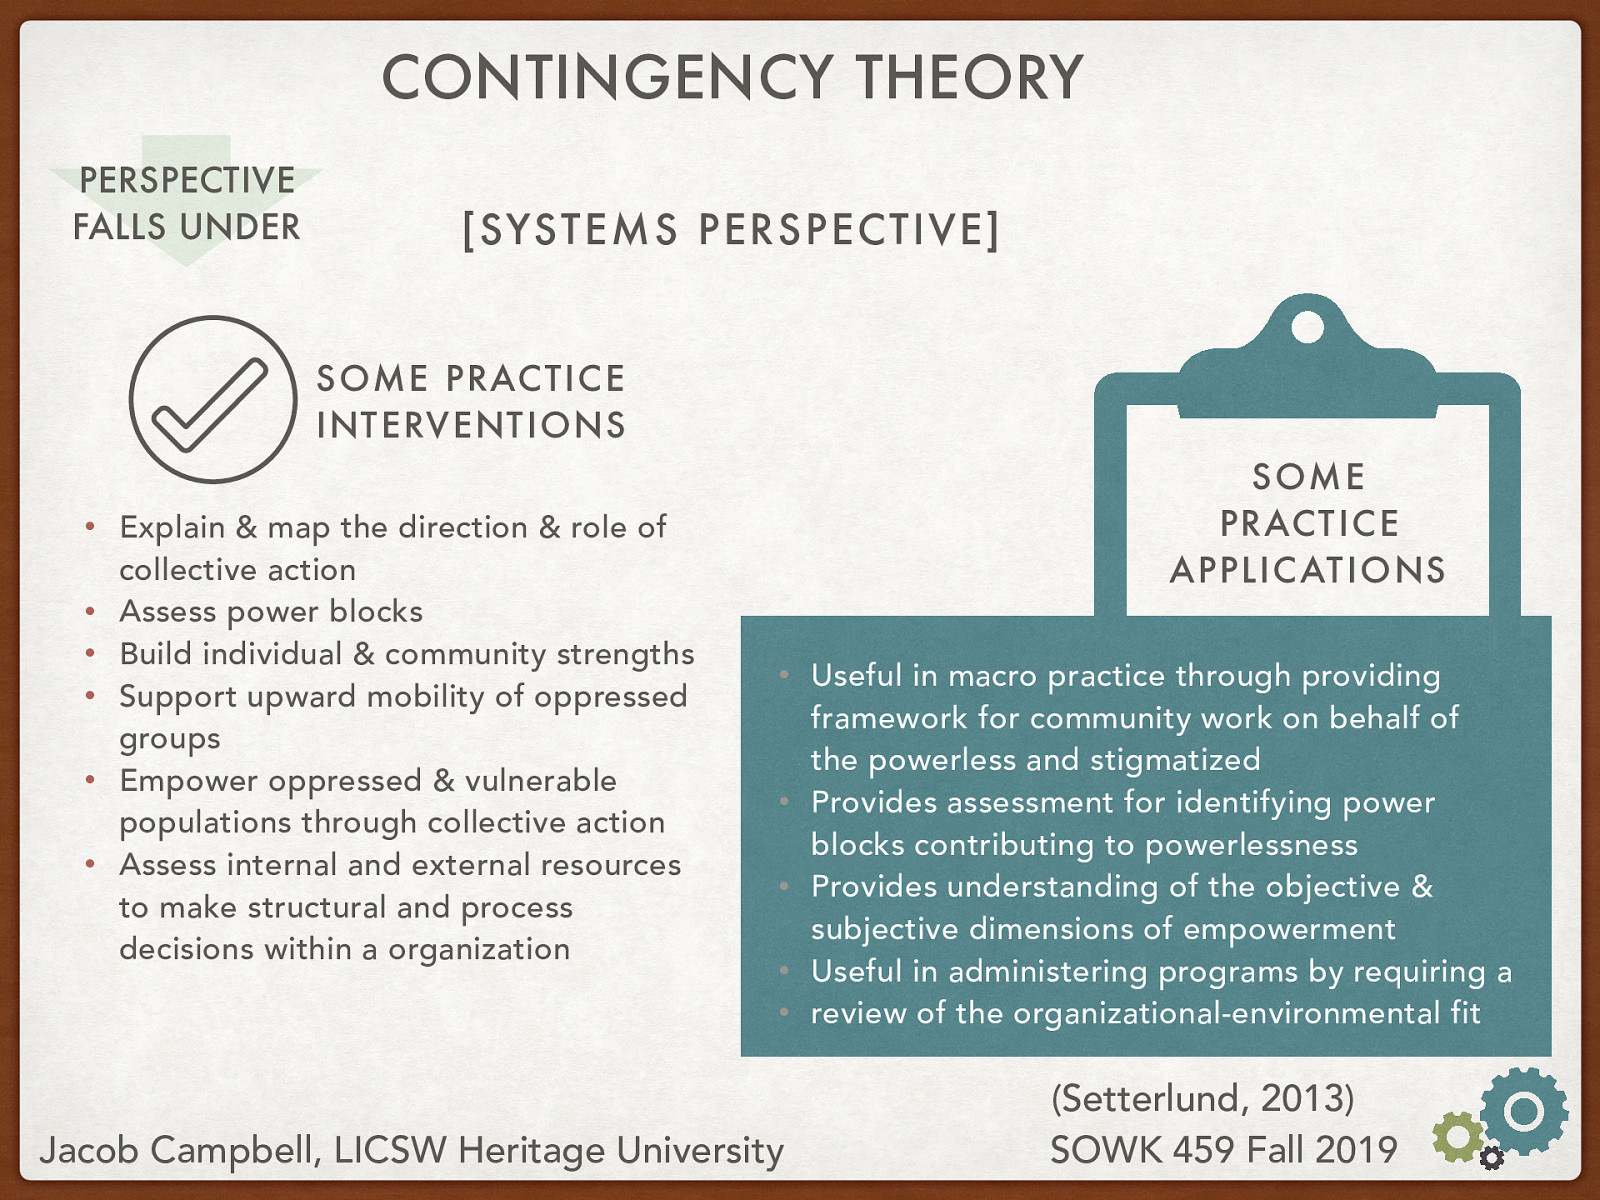 CONTINGENCY THEORY
PERSPECTIVE
FALLS UNDER
[SYSTEMS PERSPECTIVE]
SOME PRACTICE
INTERVENTIONS
• Explain & map the direction & role of
collective action
• Assess power blocks
• Build individual & community strengths
• Support upward mobility of oppressed
groups
• Empower oppressed & vulnerable
populations through collective action
• Assess internal and external resources
to make structural and process
decisions within a organization
SOME
PRACTICE
APPLICATIONS
• Useful in macro practice through providing
framework for community work on behalf of
the powerless and stigmatized
• Provides assessment for identifying power
blocks contributing to powerlessness
• Provides understanding of the objective &
subjective dimensions of empowerment
• Useful in administering programs by requiring a
• review of the organizational-environmental fit
(Setterlund, 2013)
Jacob Campbell, LICSW Heritage University
SOWK 459 Fall 2019